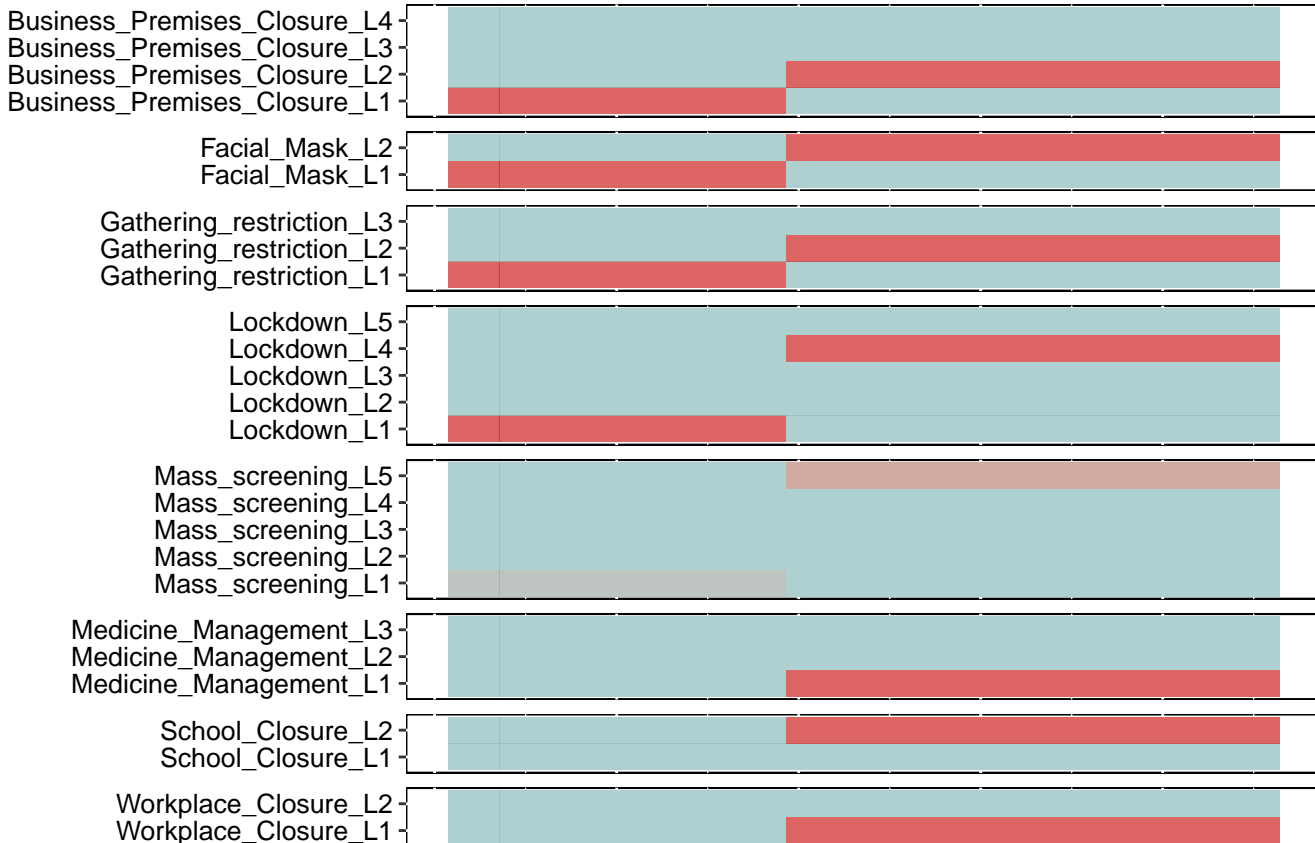 Business_Premises_Closure_L4
Business_Premises_Closure_L3
Business_Premises_Closure_L2
Business_Premises_Closure_L1
Facial_Mask_L2
Facial_Mask_L1
Gathering_restriction_L3
Gathering_restriction_L2
Gathering_restriction_L1
Lockdown_L5
Lockdown_L4
Lockdown_L3
Lockdown_L2
Lockdown_L1
Mass_screening_L5
Mass_screening_L4
Mass_screening_L3
Mass_screening_L2
Mass_screening_L1
Medicine_Management_L3
Medicine_Management_L2
Medicine_Management_L1
School_Closure_L2
School_Closure_L1
Workplace_Closure_L2
Workplace_Closure_L1